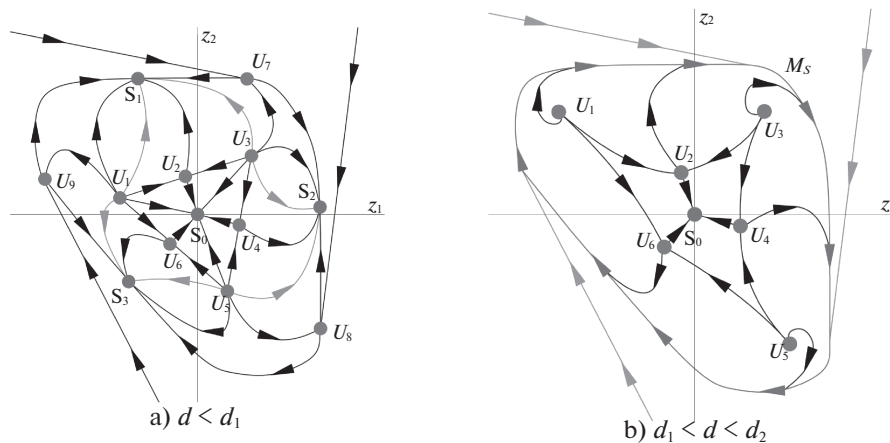 z₂
U₇
S₁
U₃
U₂
U₁
U₉
S₂
z₁
S₀
U₄
U₆
S₃
U₅
U₈
a) d < d₁
z₂
M_S
U₁
U₃
U₂
z
S₀
U₄
U₆
U₅
b) d₁ < d < d₂